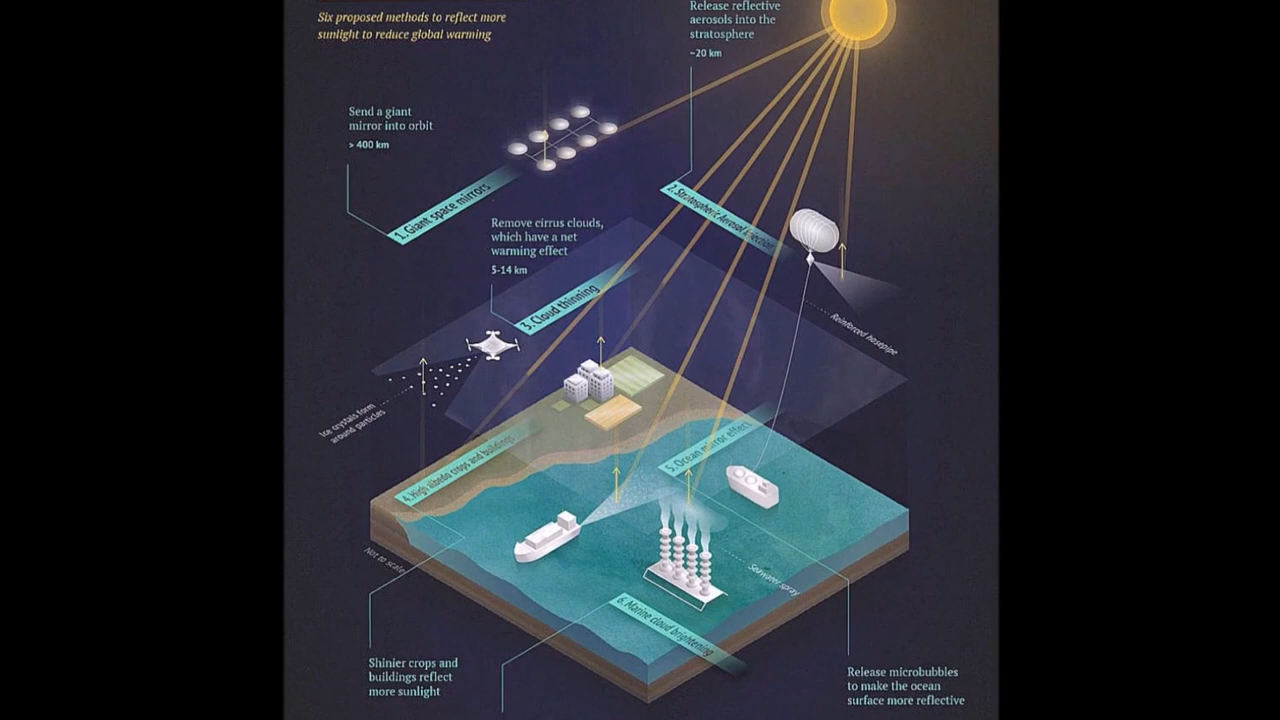 Six proposed methods to reflect more
sunlight to reduce global warming
Release reflective
aerosols into the
stratosphere
~20 km
Send a giant
mirror into orbit
> 400 km
1. Giant space mirrors
2. Stratospheric Aerosol Injection
Remove cirrus clouds,
which have a net
warming effect
5-14 km
3. Cloud thinning
Reinforced hosepipe
Ice crystals form
around particles
4. High albedo crops and buildings
5. Ocean mirror effect
Not to scale
Seawater spray
6. Marine cloud brightening
Shinier crops and
buildings reflect
more sunlight
Release microbubbles
to make the ocean
surface more reflective